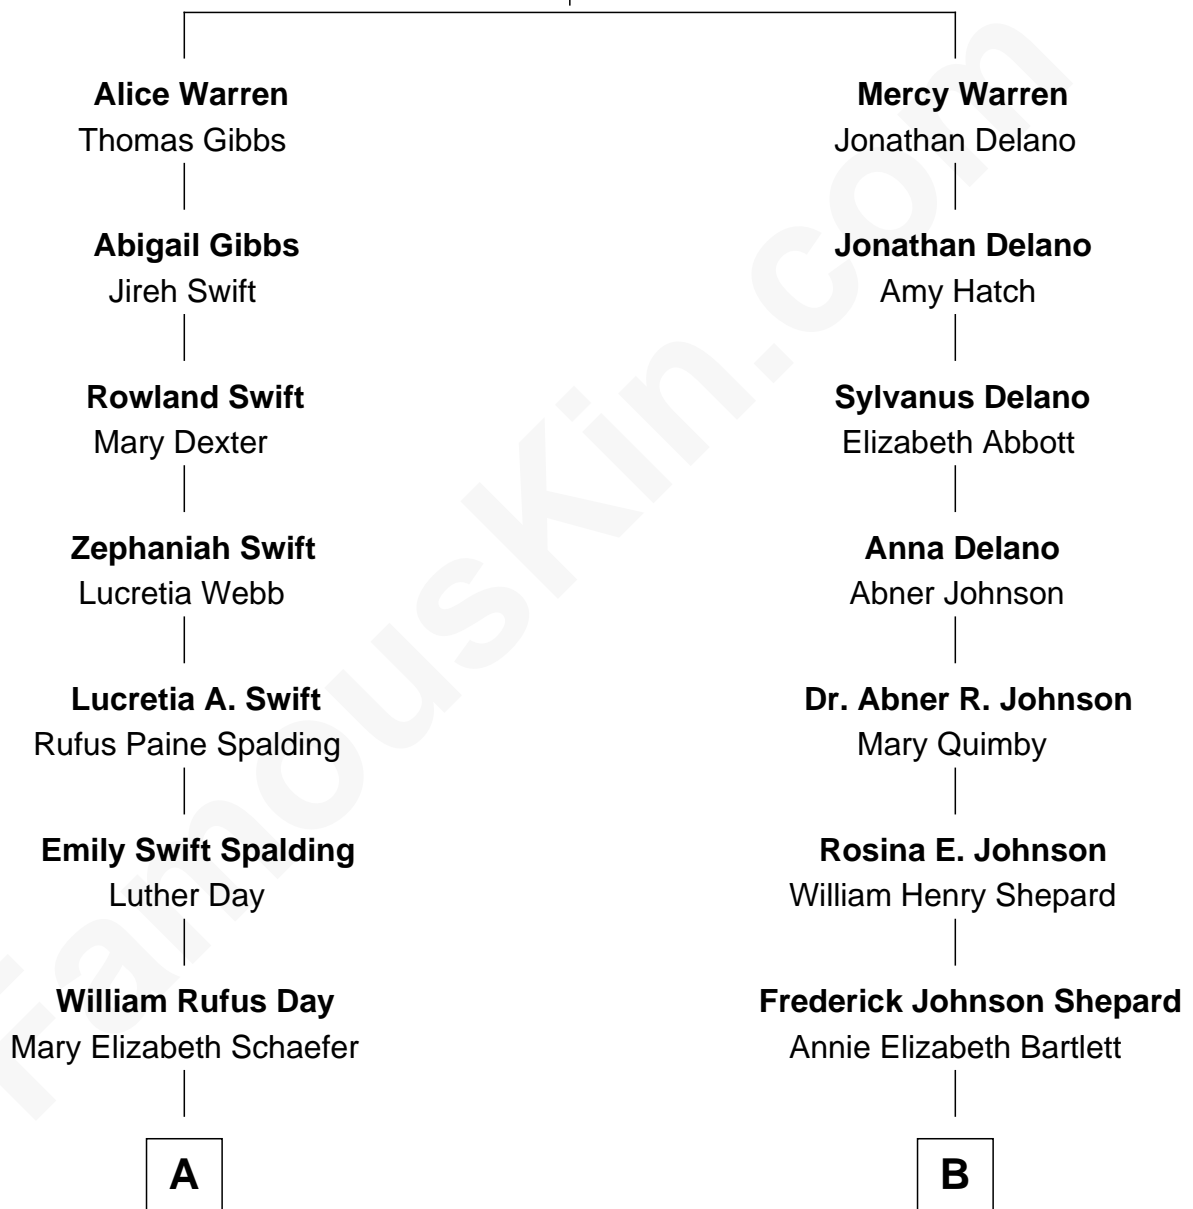 Alice Warren
Thomas Gibbs
Abigail Gibbs
Jireh Swift
Rowland Swift
Mary Dexter
Zephaniah Swift
Lucretia Webb
Lucretia A. Swift
Rufus Paine Spalding
Emily Swift Spalding
Luther Day
William Rufus Day
Mary Elizabeth Schaefer
A
Mercy Warren
Jonathan Delano
Jonathan Delano
Amy Hatch
Sylvanus Delano
Elizabeth Abbott
Anna Delano
Abner Johnson
Dr. Abner R. Johnson
Mary Quimby
Rosina E. Johnson
William Henry Shepard
Frederick Johnson Shepard
Annie Elizabeth Bartlett
B
FamousKin.com